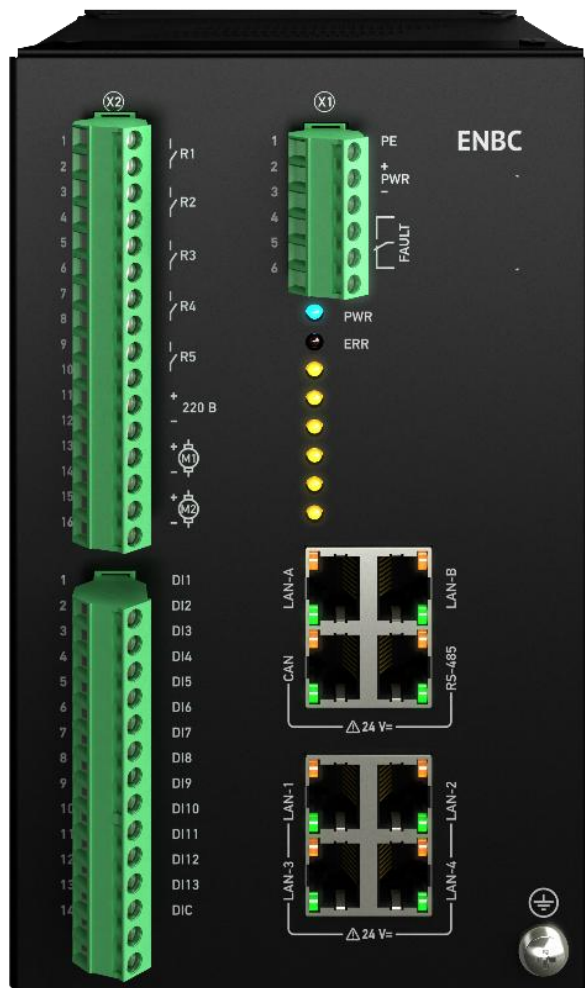 X2
X1
ENBC
1
2
3
4
5
6
7
8
9
10
11
12
13
14
15
16
R1
R2
R3
R4
R5
+
220 В
-
+ M1 -
+ M2 -
1 PE
2 +
PWR
3 -
4
5
6
FAULT
PWR
ERR
1 DI1
2 DI2
3 DI3
4 DI4
5 DI5
6 DI6
7 DI7
8 DI8
9 DI9
10 DI10
11 DI11
12 DI12
13 DI13
14 DIC
LAN-A
LAN-B
CAN
RS-485
⚠ 24 V=
LAN-1
LAN-2
LAN-3
LAN-4
⚠ 24 V=